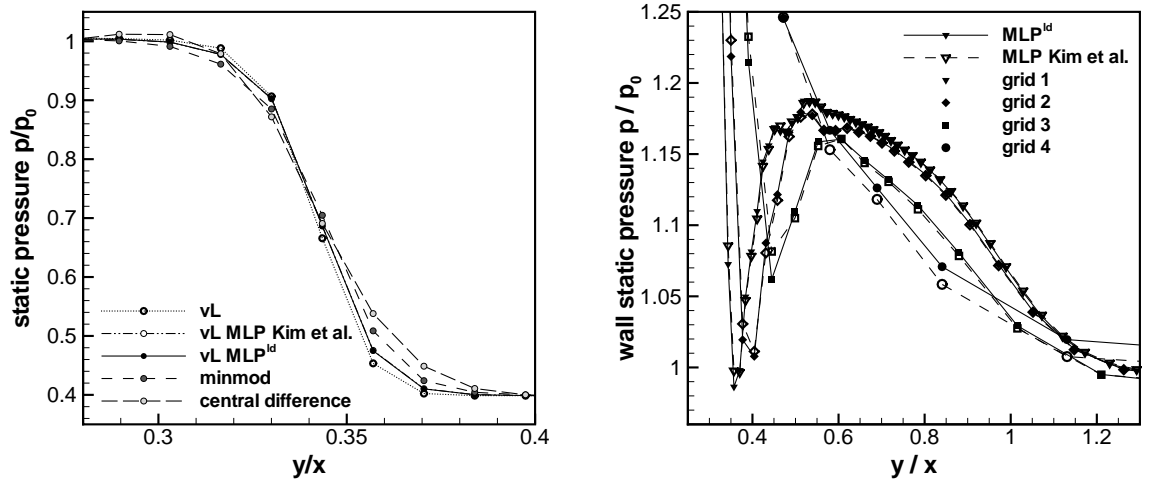 static pressure p/p0
1
0.9
0.8
0.7
0.6
0.5
0.4
vL
vL MLP Kim et al.
vL MLPld
minmod
central difference
0.3
0.35
0.4
y/x
wall static pressure p / p0
1.25
1.2
1.15
1.1
1.05
1
MLPld
MLP Kim et al.
grid 1
grid 2
grid 3
grid 4
0.4
0.6
0.8
1
1.2
y / x